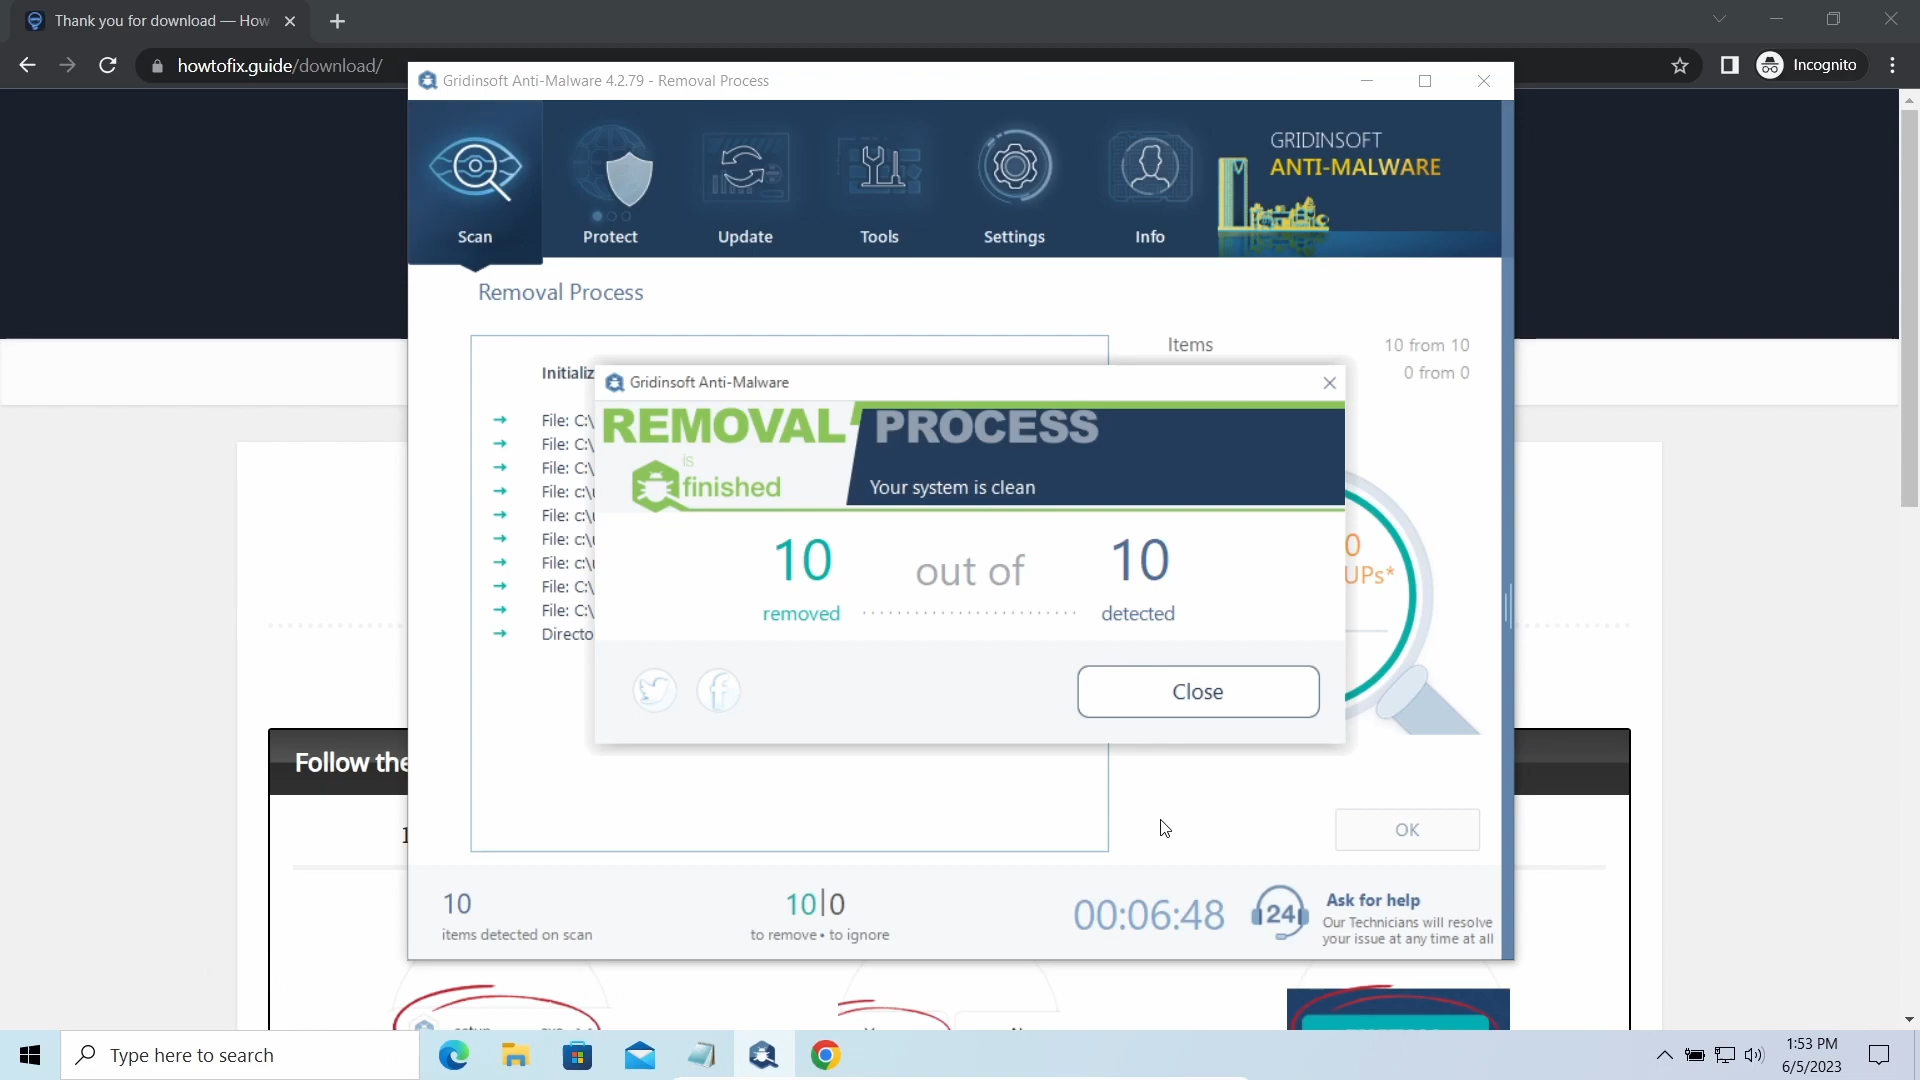 Thank you for download — How
howtofix.guide/download/
Incognito
Gridinsoft Anti-Malware 4.2.79 - Removal Process
Scan
Protect
Update
Tools
Settings
Info
GRIDINSOFT
ANTI-MALWARE
Removal Process
Items
10 from 10
0 from 0
Initializ
File: C:\
File: C:\
File: C:\
File: c:\u
File: c:\u
File: c:\u
File: c:\u
File: C:\
File: C:\
Directo
Gridinsoft Anti-Malware
REMOVAL PROCESS
is
finished
Your system is clean
10 out of 10
removed
detected
Close
0
UPs*
OK
Follow the
1
10
items detected on scan
10|0
to remove • to ignore
00:06:48
24
Ask for help
Our Technicians will resolve
your issue at any time at all
Type here to search
1:53 PM
6/5/2023